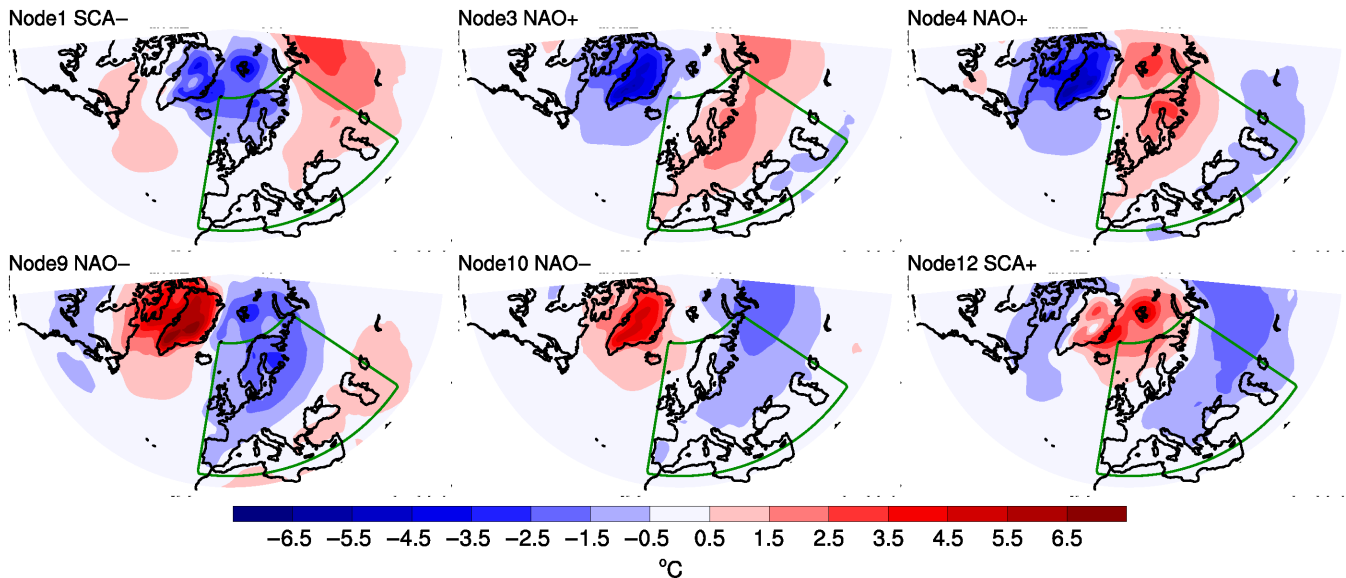 Node1 SCA−
Node3 NAO+
Node4 NAO+
Node9 NAO−
Node10 NAO−
Node12 SCA+
−6.5 −5.5 −4.5 −3.5 −2.5 −1.5 −0.5 0.5 1.5 2.5 3.5 4.5 5.5 6.5
°C